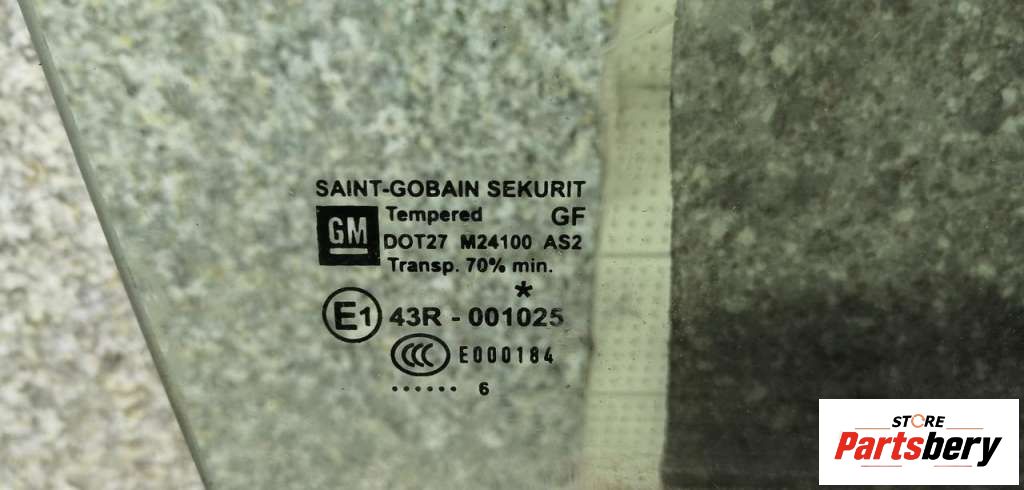 SAINT-GOBAIN SEKURIT
GM
Tempered GF
DOT27 M24100 AS2
Transp. 70% min.
*
E1 43R - 001025
CCC E000184
...... 6
STORE
Partsbery